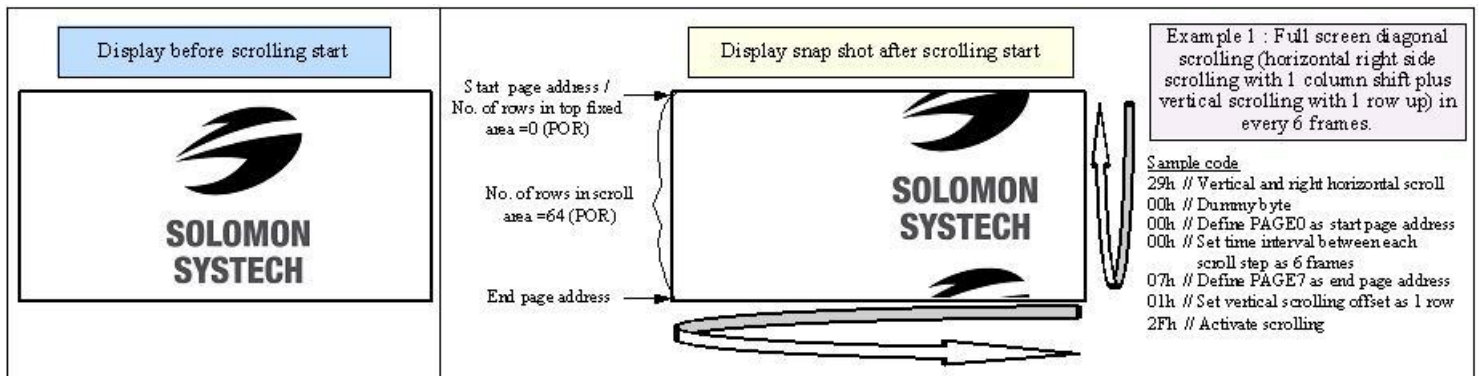 Display before scrolling start
SOLOMON
SYSTECH
Display snap shot after scrolling start
Start page address /
No. of rows in top fixed
area =0 (POR)
No. of rows in scroll
area =64 (POR)
End page address
SOLOMON
SYSTECH
Example 1 : Full screen diagonal
scrolling (horizontal right side
scrolling with 1 column shift plus
vertical scrolling with 1 row up) in
every 6 frames.
Sample code
29h // Vertical and right horizontal scroll
00h // Dummy byte
00h // Define PAGE0 as start page address
00h // Set time interval between each
scroll step as 6 frames
07h // Define PAGE7 as end page address
01h // Set vertical scrolling offset as 1 row
2Fh // Activate scrolling